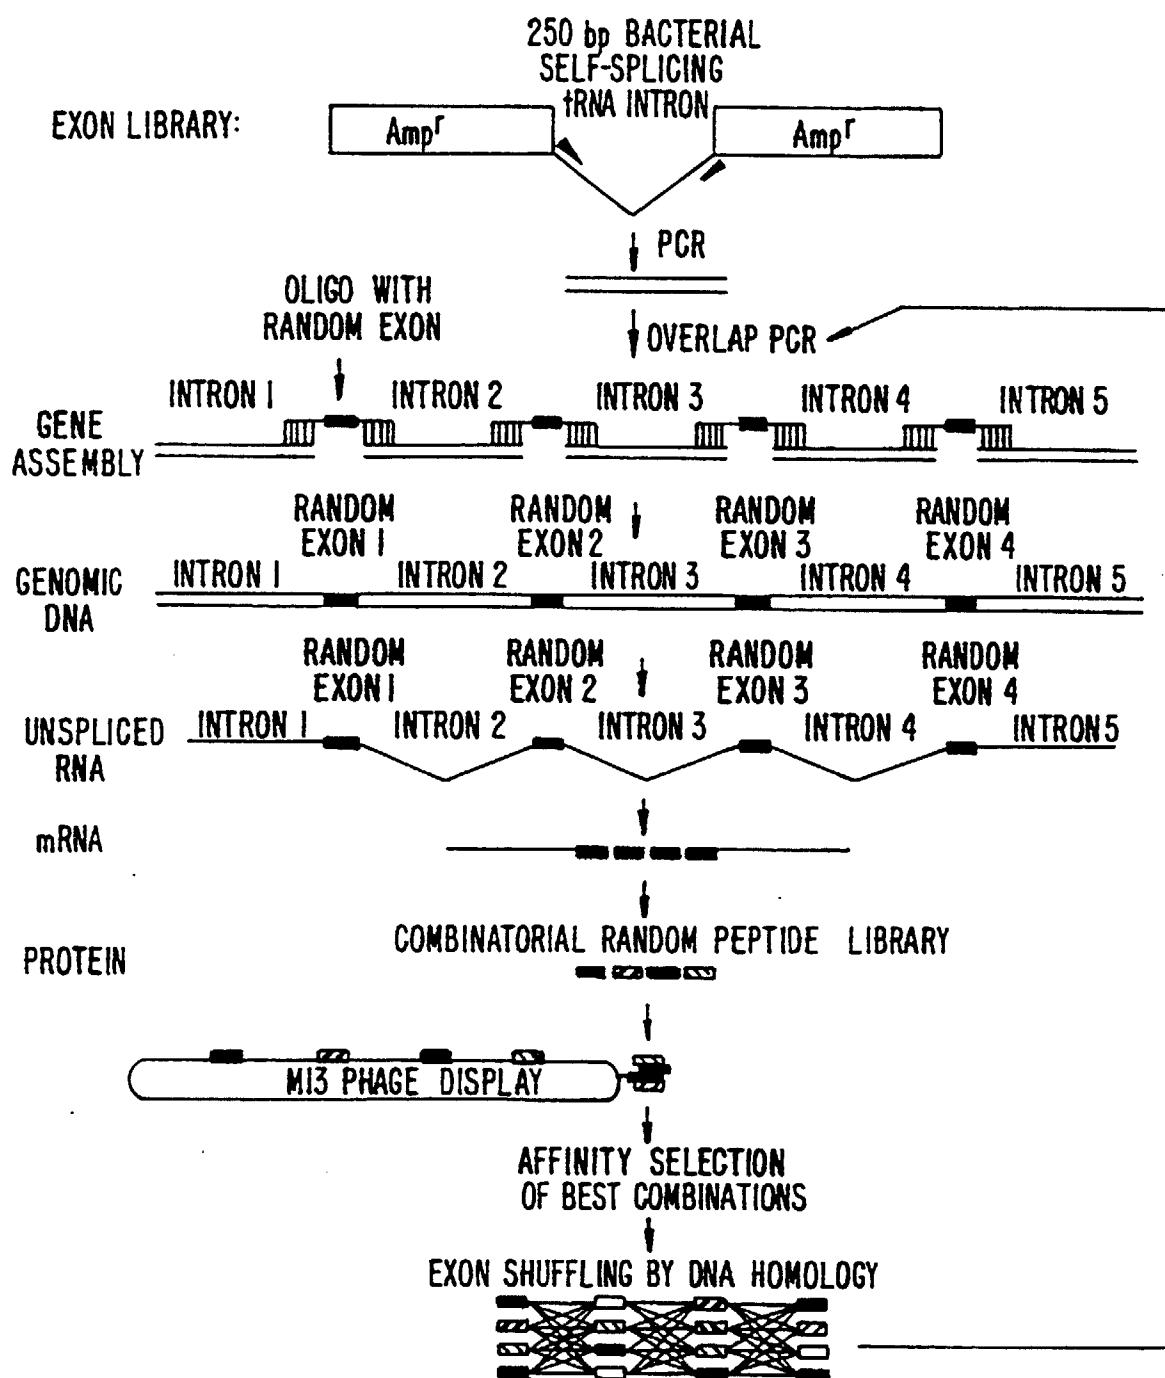 250 bp BACTERIAL
SELF-SPLICING
tRNA INTRON
EXON LIBRARY:
Ampr
Ampr
PCR
OLIGO WITH
RANDOM EXON
OVERLAP PCR
INTRON 1
INTRON 2
INTRON 3
INTRON 4
INTRON 5
GENE
ASSEMBLY
RANDOM
EXON 1
RANDOM
EXON 2
RANDOM
EXON 3
RANDOM
EXON 4
GENOMIC
DNA
INTRON 1
INTRON 2
INTRON 3
INTRON 4
INTRON 5
RANDOM
EXON 1
RANDOM
EXON 2
RANDOM
EXON 3
RANDOM
EXON 4
UNSPLICED
RNA
INTRON 1
INTRON 2
INTRON 3
INTRON 4
INTRON 5
mRNA
PROTEIN
COMBINATORIAL RANDOM PEPTIDE LIBRARY
M13 PHAGE DISPLAY
AFFINITY SELECTION
OF BEST COMBINATIONS
EXON SHUFFLING BY DNA HOMOLOGY